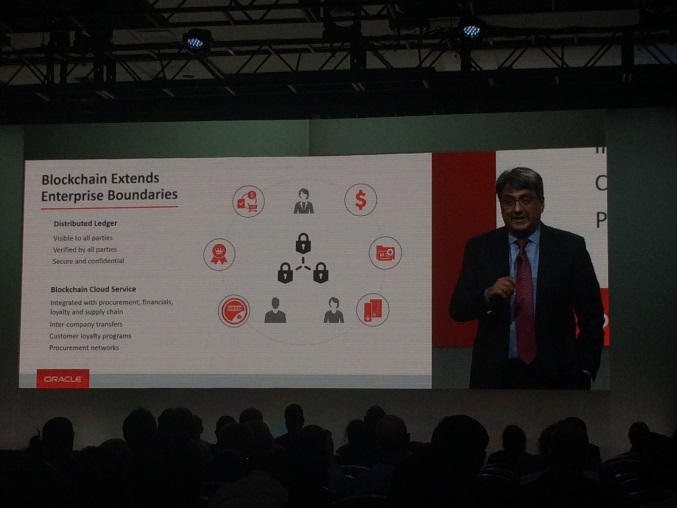 Blockchain Extends
Enterprise Boundaries
Distributed Ledger
Visible to all parties
Verified by all parties
Secure and confidential
Blockchain Cloud Service
Integrated with procurement, financials,
loyalty and supply chain
Inter-company transfers
Customer loyalty programs
Procurement networks
ORACLE
$
C
P